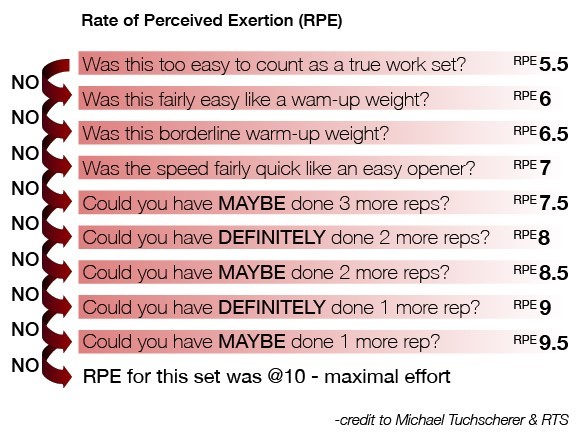 Rate of Perceived Exertion (RPE)
Was this too easy to count as a true work set? RPE 5.5
NO
Was this fairly easy like a wam-up weight? RPE 6
NO
Was this borderline warm-up weight? RPE 6.5
NO
Was the speed fairly quick like an easy opener? RPE 7
NO
Could you have MAYBE done 3 more reps? RPE 7.5
NO
Could you have DEFINITELY done 2 more reps? RPE 8
NO
Could you have MAYBE done 2 more reps? RPE 8.5
NO
Could you have DEFINITELY done 1 more rep? RPE 9
NO
Could you have MAYBE done 1 more rep? RPE 9.5
NO
RPE for this set was @10 - maximal effort
-credit to Michael Tuchscherer & RTS